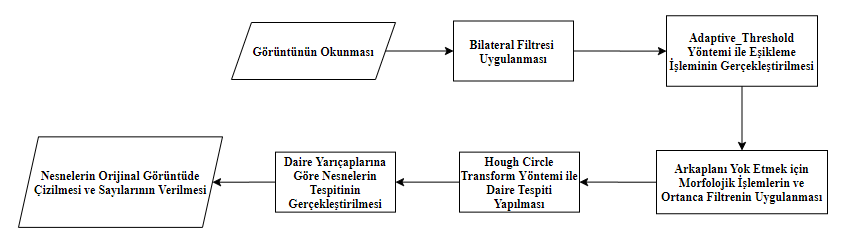 Görüntünün Okunması
Bilateral Filtresi
Uygulanması
Adaptive_Threshold
Yöntemi ile Eşikleme
İşleminin Gerçekleştirilmesi
Arkaplanı Yok Etmek için
Morfolojik İşlemlerin ve
Ortanca Filtrenin Uygulanması
Hough Circle
Transform Yöntemi ile
Daire Tespiti
Yapılması
Daire Yarıçaplarına
Göre Nesnelerin
Tespitinin
Gerçekleştirilmesi
Nesnelerin Orijinal Görüntüde
Çizilmesi ve Sayılarının Verilmesi